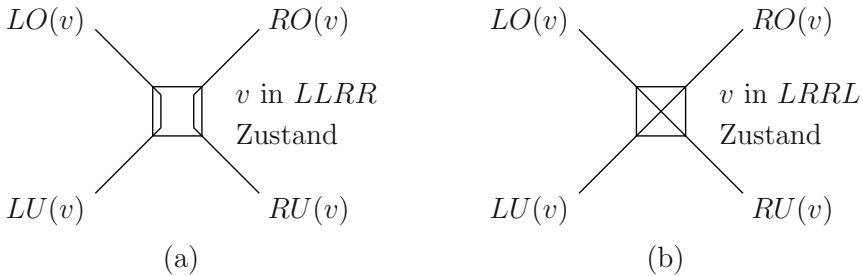 LO(v) RO(v) LO(v) RO(v)
v in LLRR v in LRRL
Zustand Zustand
LU(v) RU(v) LU(v) RU(v)
(a) (b)